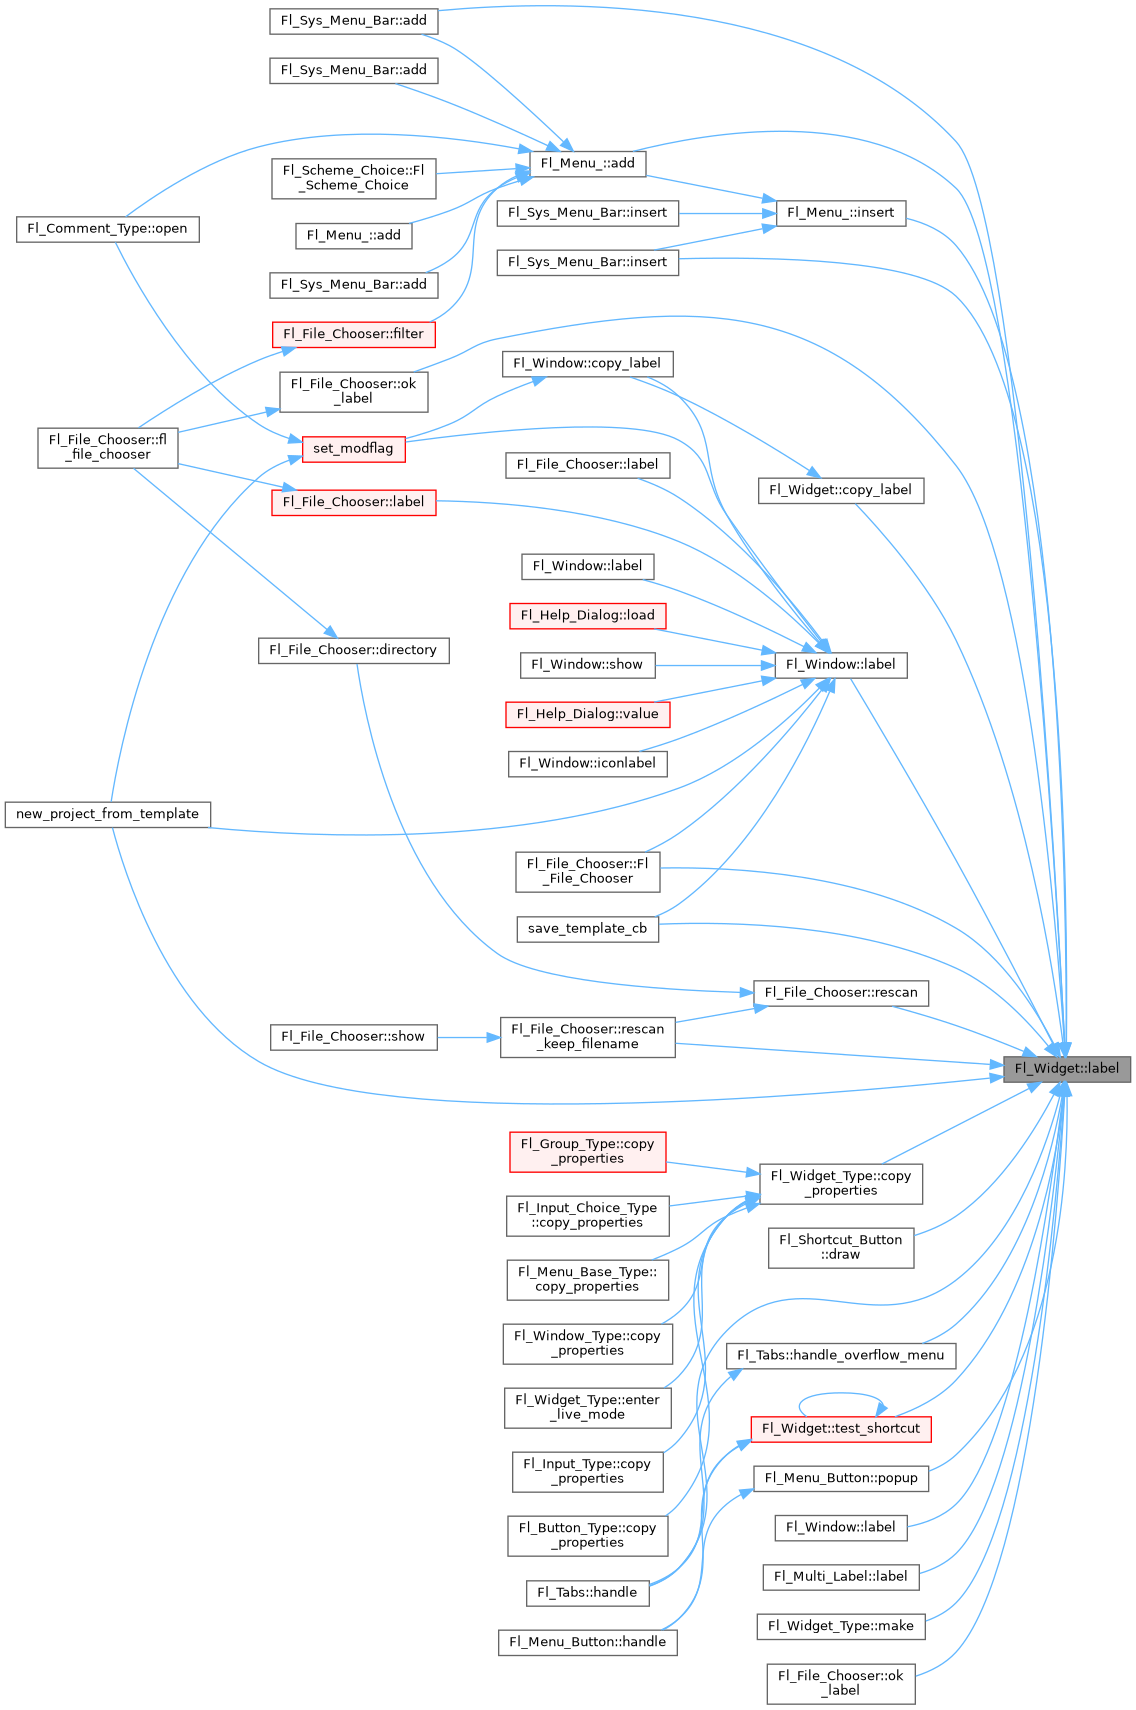 Fl_Sys_Menu_Bar::add
Fl_Sys_Menu_Bar::add
Fl_Menu_::add
Fl_Scheme_Choice::Fl
_Scheme_Choice
Fl_Menu_::insert
Fl_Sys_Menu_Bar::insert
Fl_Comment_Type::open
Fl_Menu_::add
Fl_Sys_Menu_Bar::insert
Fl_Sys_Menu_Bar::add
Fl_File_Chooser::filter
Fl_Window::copy_label
Fl_File_Chooser::ok
_label
Fl_File_Chooser::fl
_file_chooser
set_modflag
Fl_File_Chooser::label
Fl_Widget::copy_label
Fl_File_Chooser::label
Fl_Window::label
Fl_Help_Dialog::load
Fl_File_Chooser::directory
Fl_Window::show
Fl_Window::label
Fl_Help_Dialog::value
Fl_Window::iconlabel
new_project_from_template
Fl_File_Chooser::Fl
_File_Chooser
save_template_cb
Fl_File_Chooser::rescan
Fl_File_Chooser::show
Fl_File_Chooser::rescan
_keep_filename
Fl_Widget::label
Fl_Group_Type::copy
_properties
Fl_Widget_Type::copy
_properties
Fl_Input_Choice_Type
::copy_properties
Fl_Shortcut_Button
::draw
Fl_Menu_Base_Type::
copy_properties
Fl_Window_Type::copy
_properties
Fl_Tabs::handle_overflow_menu
Fl_Widget_Type::enter
_live_mode
Fl_Widget::test_shortcut
Fl_Input_Type::copy
_properties
Fl_Menu_Button::popup
Fl_Button_Type::copy
_properties
Fl_Window::label
Fl_Multi_Label::label
Fl_Tabs::handle
Fl_Widget_Type::make
Fl_Menu_Button::handle
Fl_File_Chooser::ok
_label